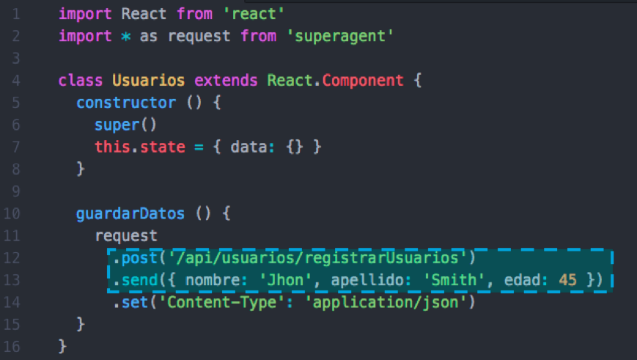 1 import React from 'react'
2 import * as request from 'superagent'
3
4 class Usuarios extends React.Component {
5   constructor () {
6     super()
7     this.state = { data: {} }
8   }
9
10   guardarDatos () {
11     request
12       .post('/api/usuarios/registrarUsuarios')
13       .send({ nombre: 'Jhon', apellido: 'Smith', edad: 45 })
14       .set('Content-Type': 'application/json')
15   }
16 }